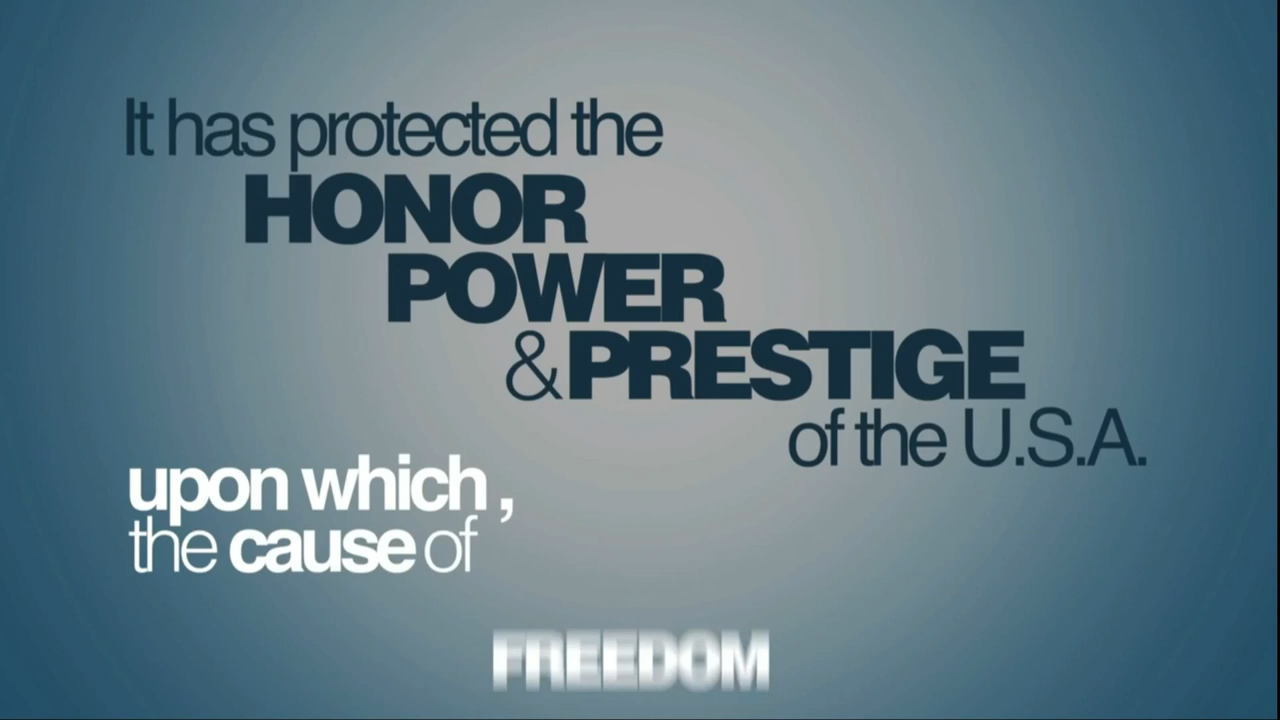 It has protected the
HONOR
POWER
& PRESTIGE
of the U.S.A.
upon which ,
the cause of
FREEDOM